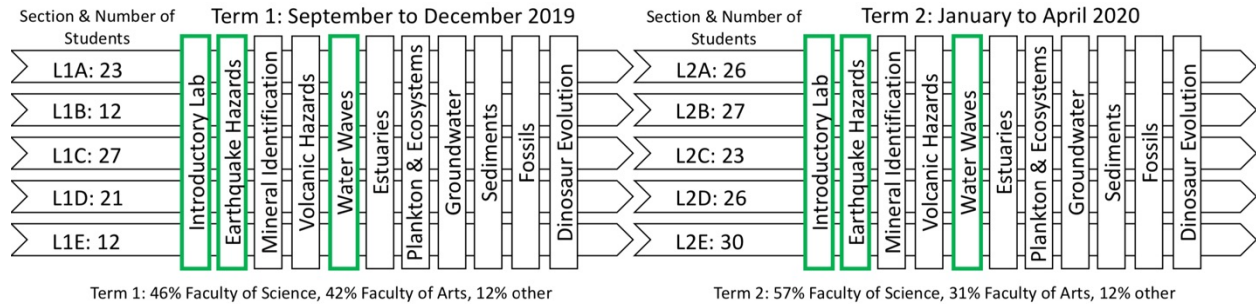 Section & Number of
Students
Term 1: September to December 2019
L1A: 23
L1B: 12
L1C: 27
L1D: 21
L1E: 12
Introductory Lab
Earthquake Hazards
Mineral Identification
Volcanic Hazards
Water Waves
Estuaries
Plankton & Ecosystems
Groundwater
Sediments
Fossils
Dinosaur Evolution
Term 1: 46% Faculty of Science, 42% Faculty of Arts, 12% other
Section & Number of
Students
Term 2: January to April 2020
L2A: 26
L2B: 27
L2C: 23
L2D: 26
L2E: 30
Introductory Lab
Earthquake Hazards
Mineral Identification
Volcanic Hazards
Water Waves
Estuaries
Plankton & Ecosystems
Groundwater
Sediments
Fossils
Dinosaur Evolution
Term 2: 57% Faculty of Science, 31% Faculty of Arts, 12% other